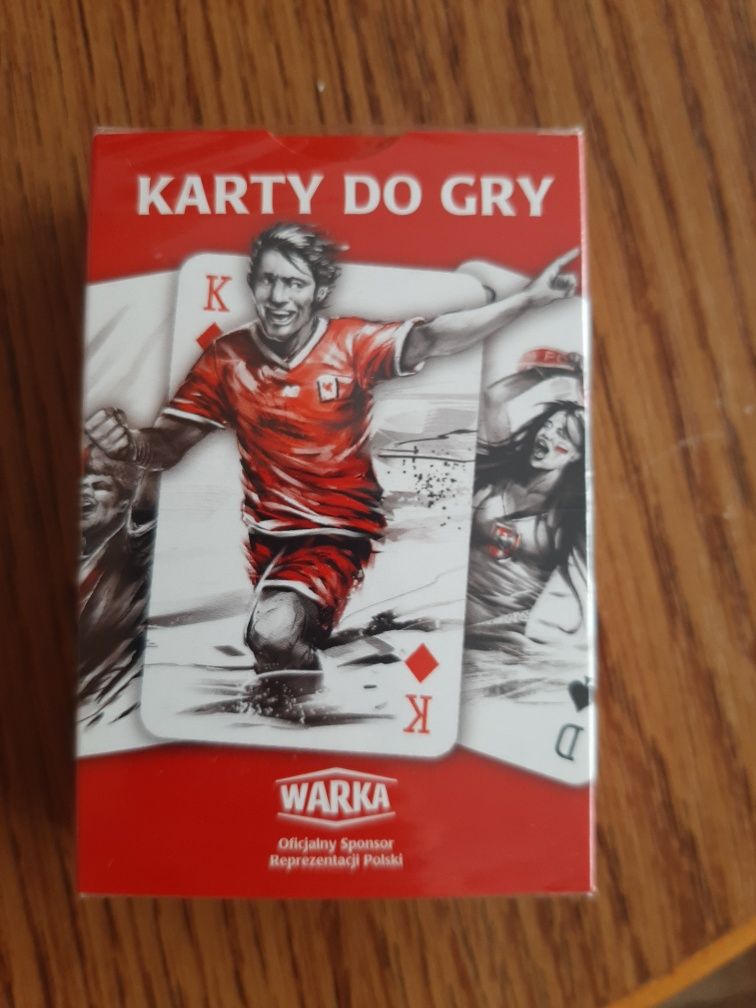 KARTY DO GRY
K
K
D
WARKA
Oficjalny Sponsor
Reprezentacji Polski